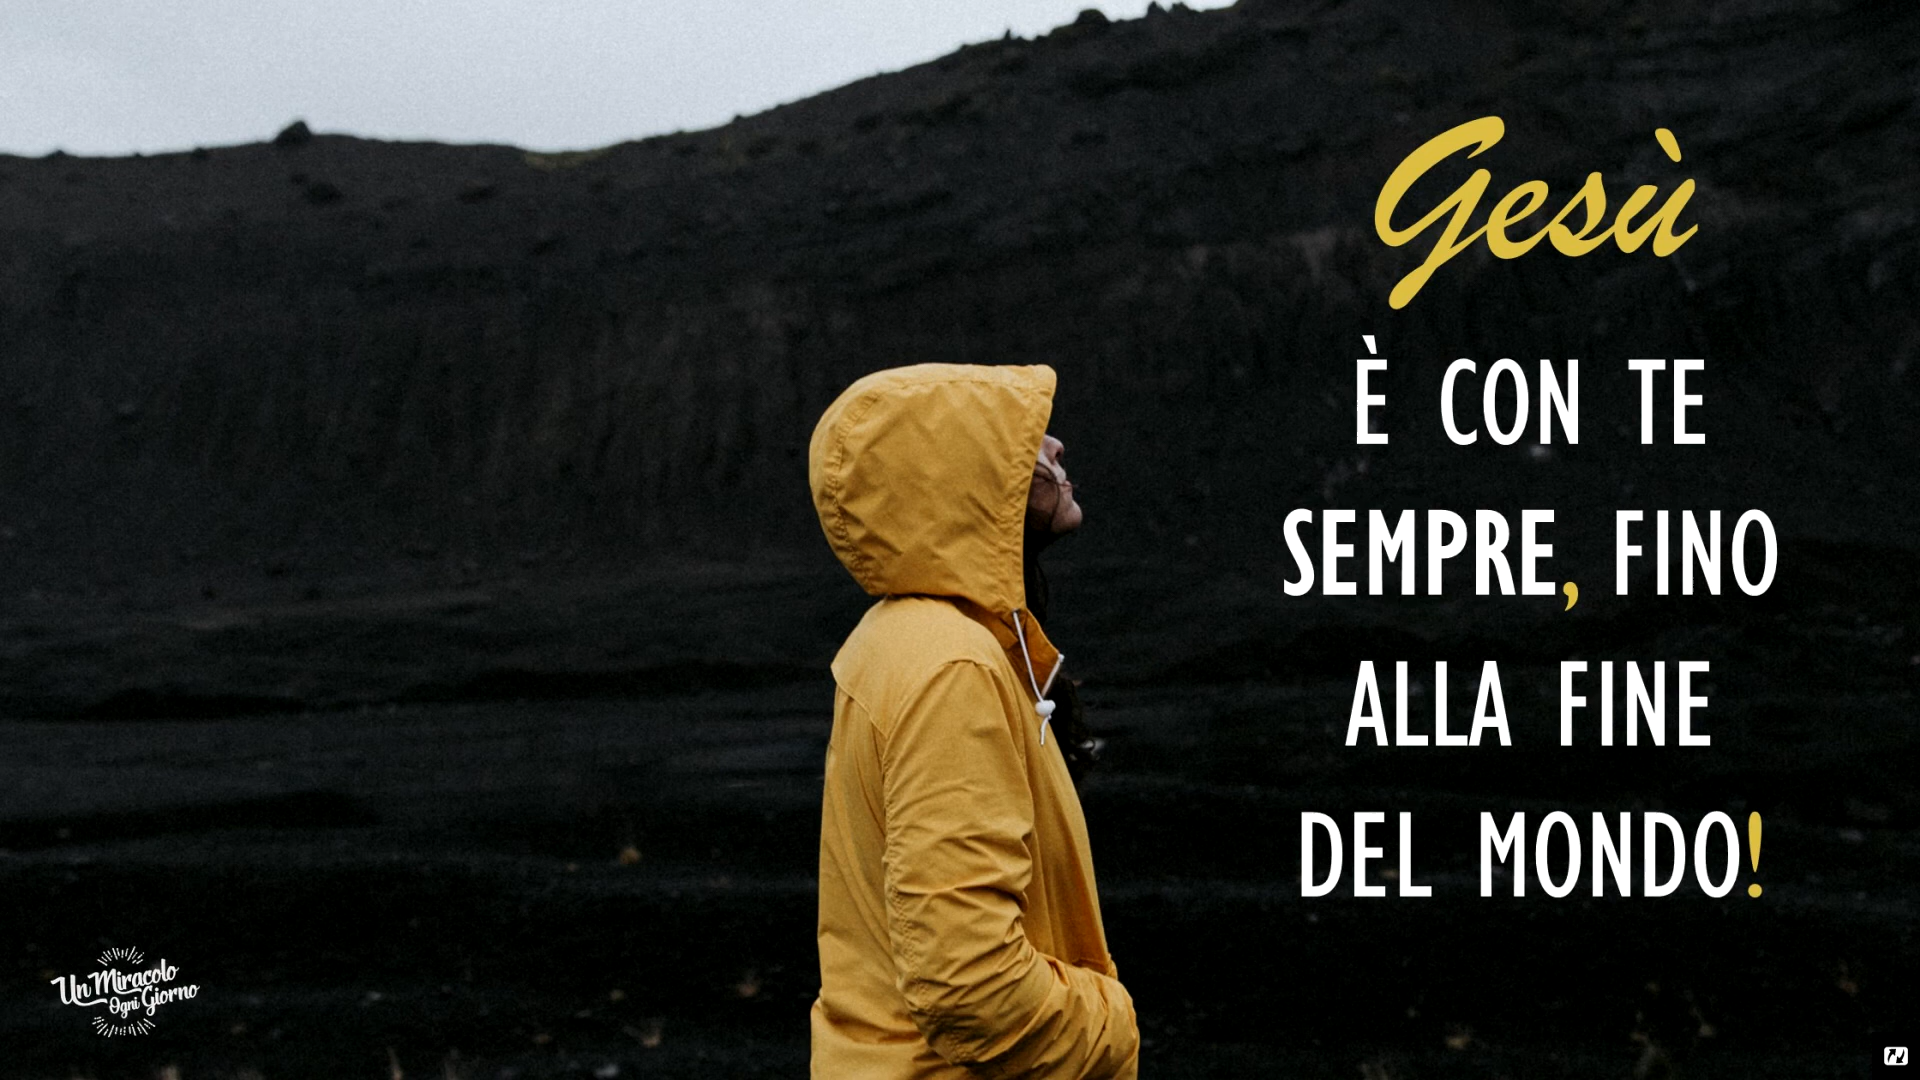 Gesù
È CON TE
SEMPRE, FINO
ALLA FINE
DEL MONDO!
Un Miracolo
Ogni Giorno